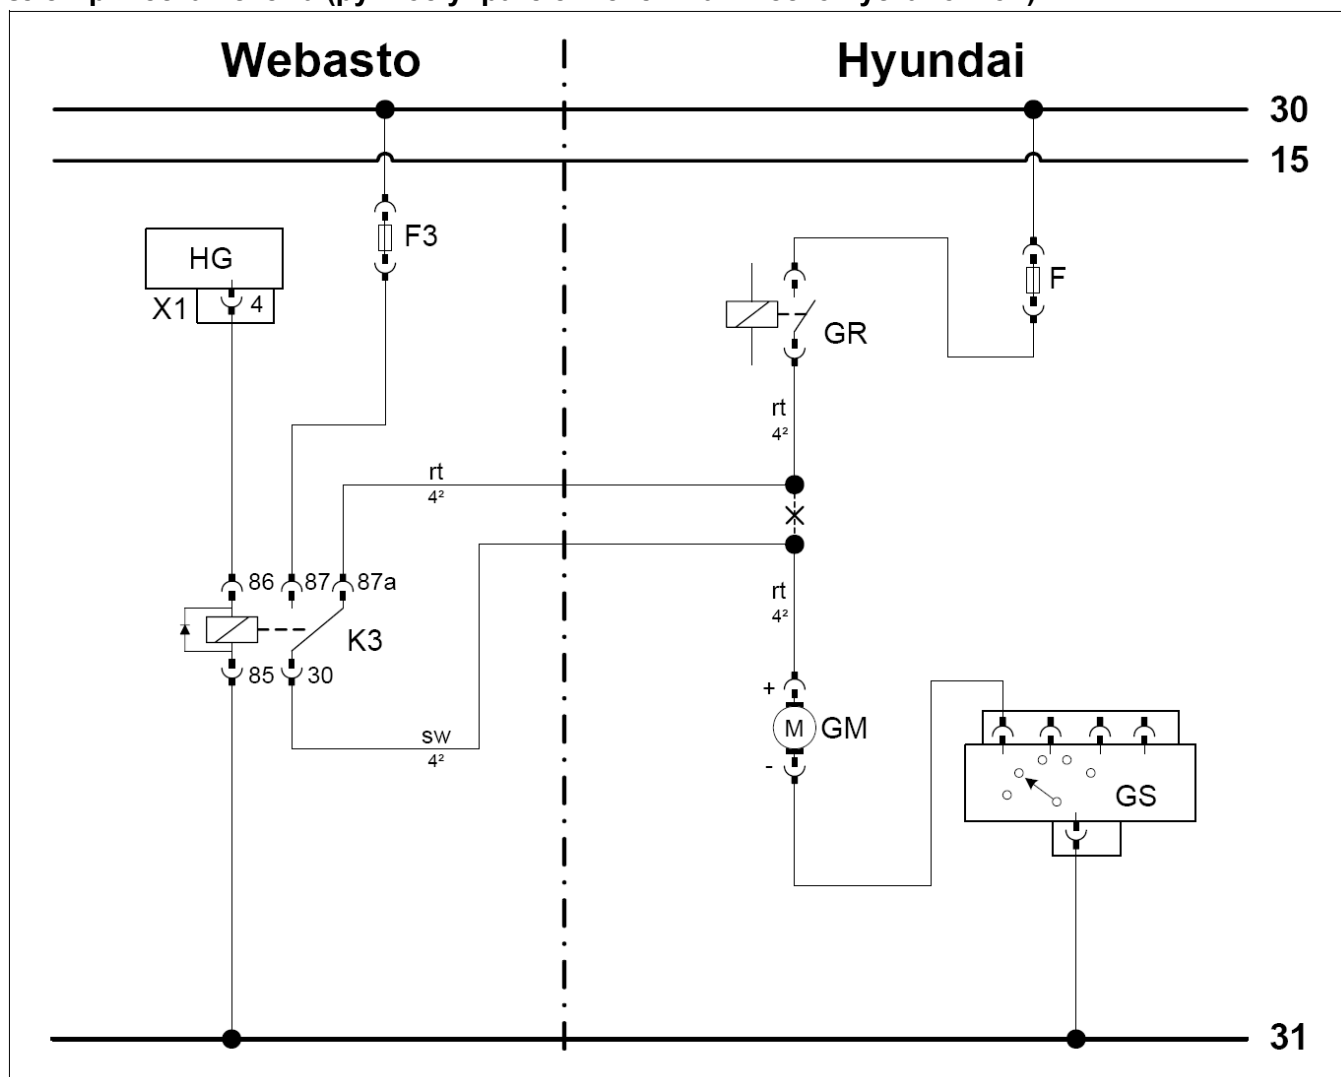 Webasto Hyundai
30
15
HG
F3
X1 4
F
GR
rt
4²
rt
4²
86 87 87a
rt
4²
K3
85 30
+
M GM
-
sw
4²
GS
31